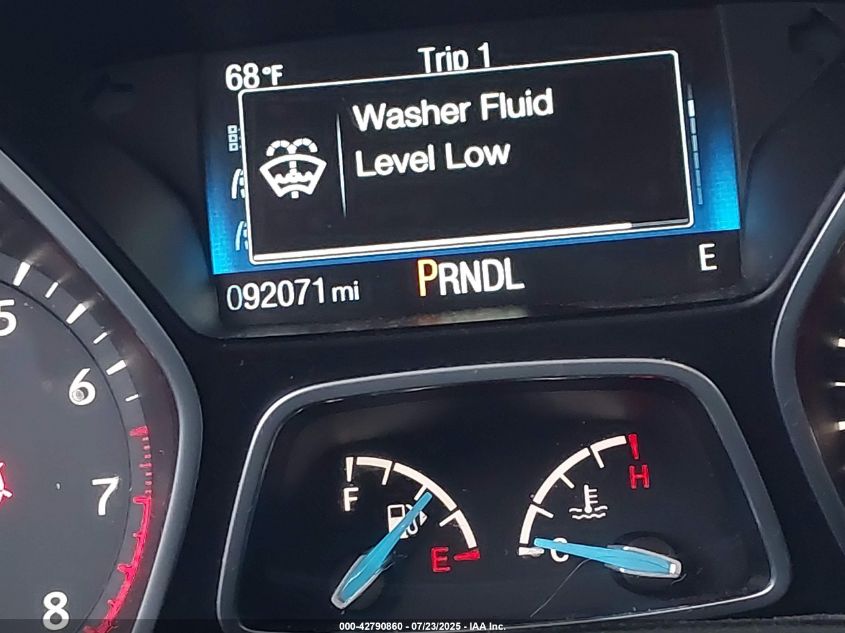 68°F
Trip 1
Washer Fluid
Level Low
092071 mi
PRNDL
E
5
6
7
8
F
E
H
C
000-42790860 - 07/23/2025 - IAA Inc.